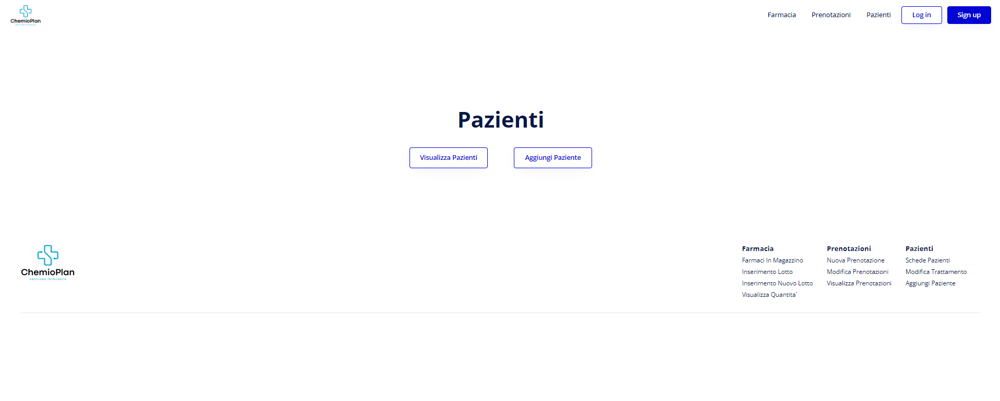 ChemioPlan
GESTIONE INTEGRATA
Farmacia
Prenotazioni
Pazienti
Log in
Sign up
Pazienti
Visualizza Pazienti
Aggiungi Paziente
ChemioPlan
GESTIONE INTEGRATA
Farmacia
Farmaci In Magazzino
Inserimento Lotto
Inserimento Nuovo Lotto
Visualizza Quantita`
Prenotazioni
Nuova Prenotazione
Modifica Prenotazioni
Visualizza Prenotazioni
Pazienti
Schede Pazienti
Modifica Trattamento
Aggiungi Paziente